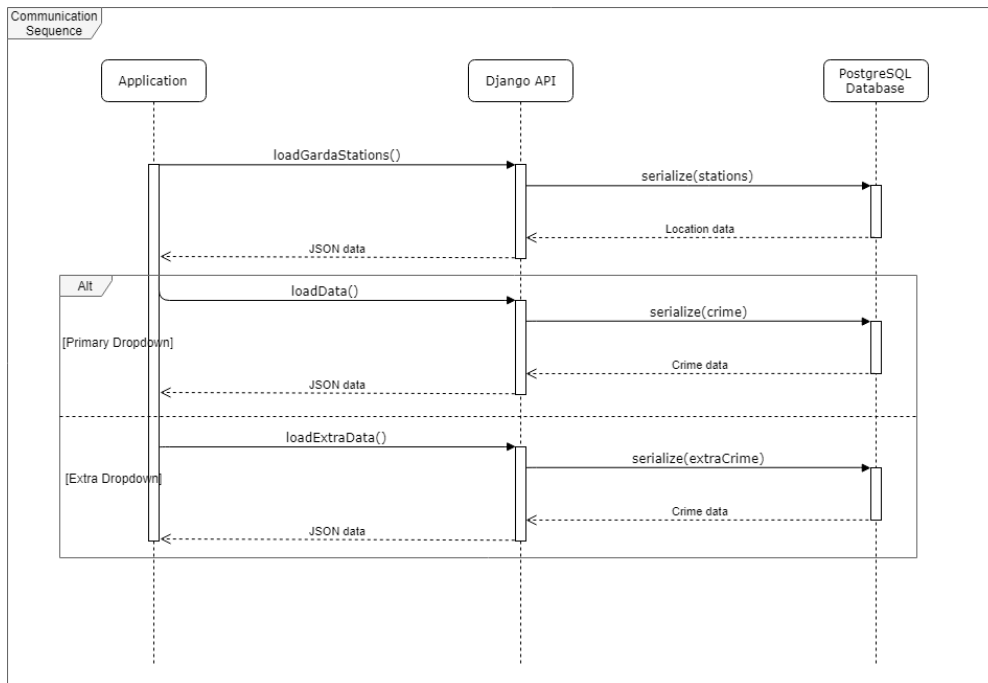 Communication
Sequence
Application
Django API
PostgreSQL
Database
loadGardaStations()
serialize(stations)
Location data
JSON data
Alt
loadData()
serialize(crime)
[Primary Dropdown]
Crime data
JSON data
loadExtraData()
serialize(extraCrime)
[Extra Dropdown]
Crime data
JSON data